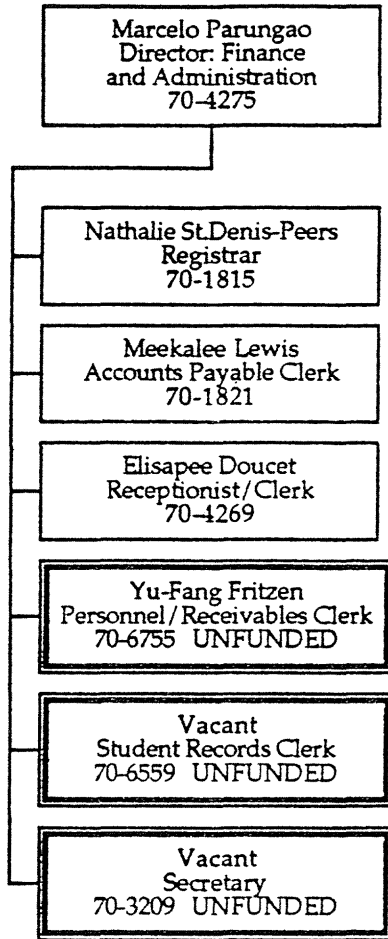 Marcelo Parungao
Director: Finance
and Administration
70-4275
Nathalie St.Denis-Peers
Registrar
70-1815
Meekalee Lewis
Accounts Payable Clerk
70-1821
Elisapee Doucet
Receptionist/Clerk
70-4269
Yu-Fang Fritzen
Personnel/Receivables Clerk
70-6755 UNFUNDED
Vacant
Student Records Clerk
70-6559 UNFUNDED
Vacant
Secretary
70-3209 UNFUNDED